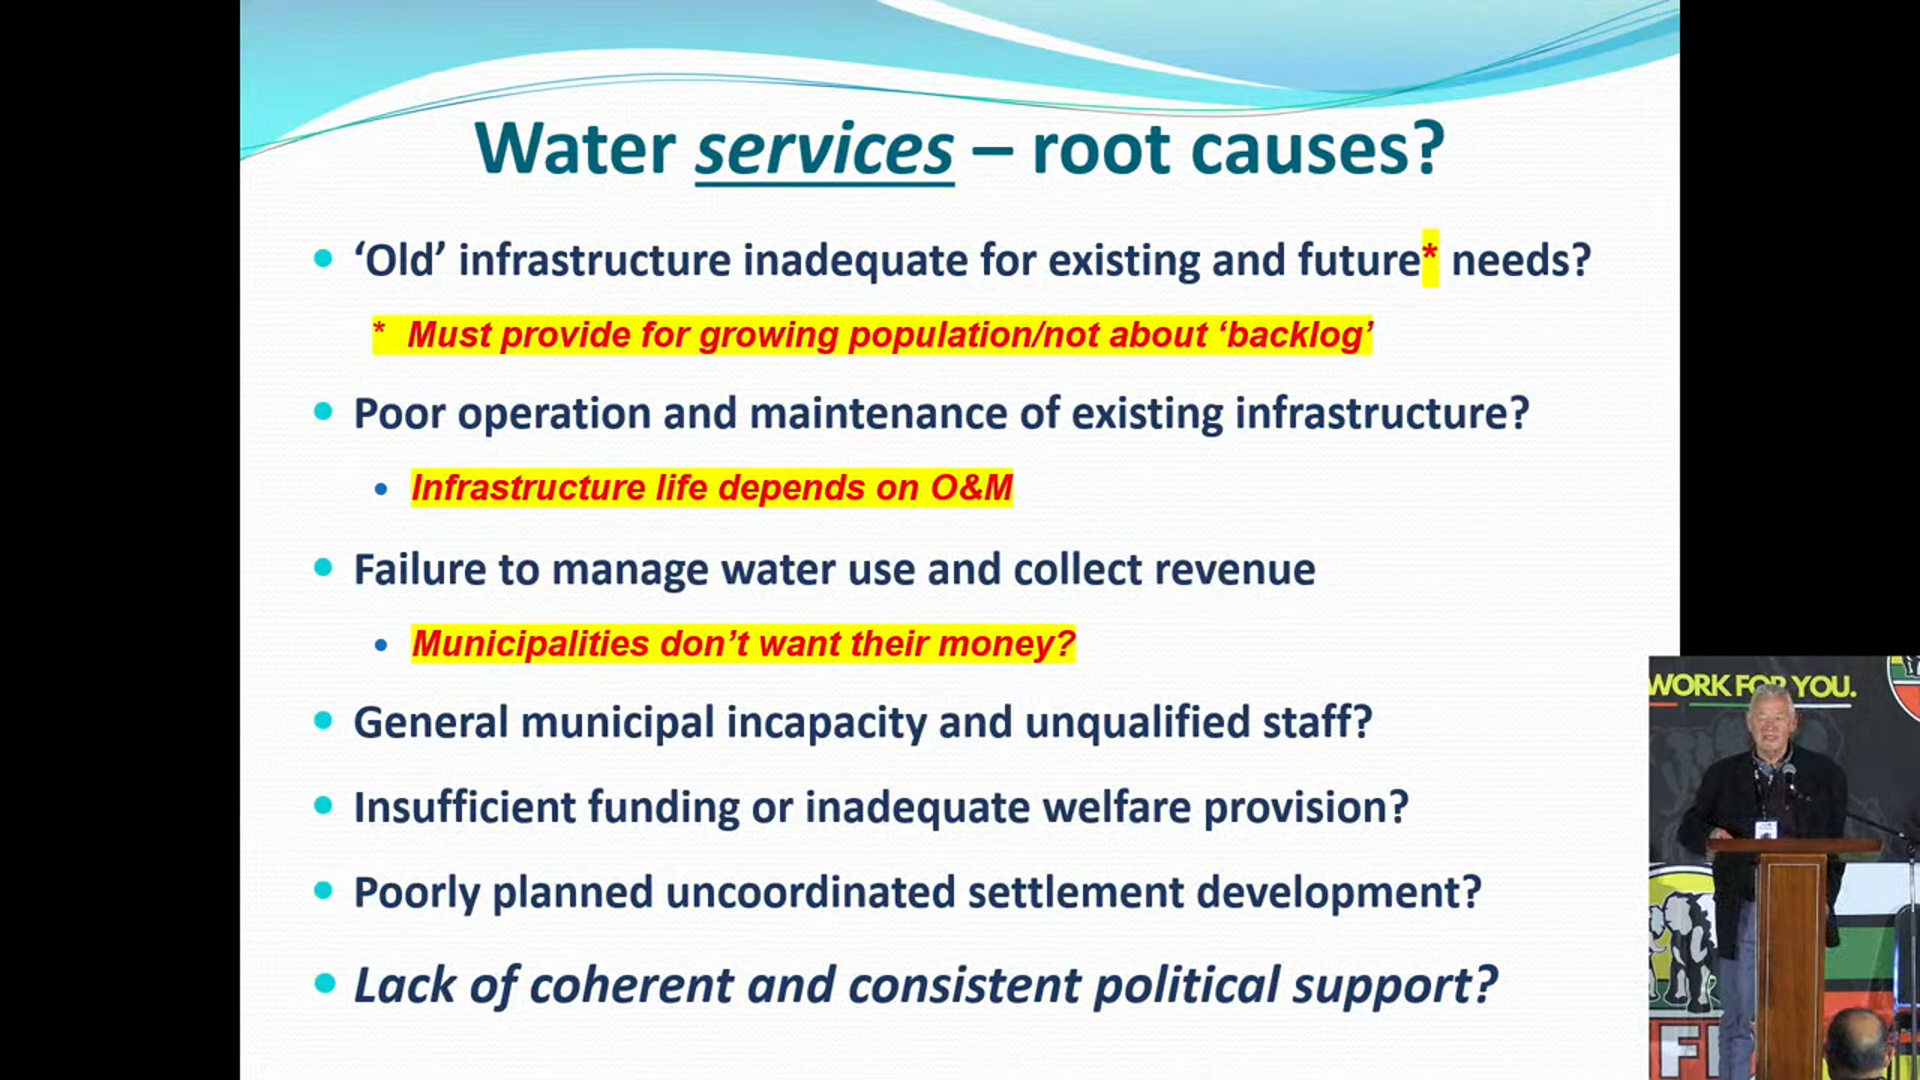 Water services – root causes?
‘Old’ infrastructure inadequate for existing and future* needs?
* Must provide for growing population/not about ‘backlog’
Poor operation and maintenance of existing infrastructure?
Infrastructure life depends on O&M
Failure to manage water use and collect revenue
Municipalities don’t want their money?
General municipal incapacity and unqualified staff?
Insufficient funding or inadequate welfare provision?
Poorly planned uncoordinated settlement development?
Lack of coherent and consistent political support?
WORK FOR YOU.